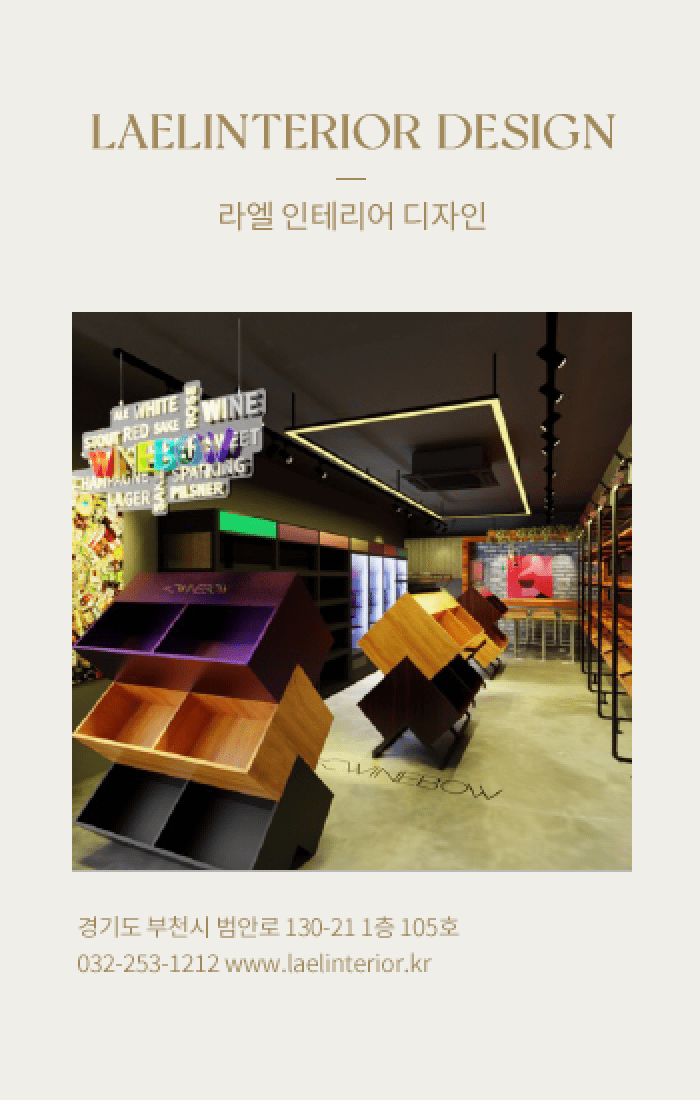 LAELINTERIOR DESIGN
라엘 인테리어 디자인
ALE WHITE ROSE WINE
STOUT RED SAKE SWEET
WINEBOW
CHAMPAGNE SPARKING
LAGER PILSNER
WINEBOW
WINEBOW
경기도 부천시 범안로 130-21 1층 105호
032-253-1212 www.laelinterior.kr